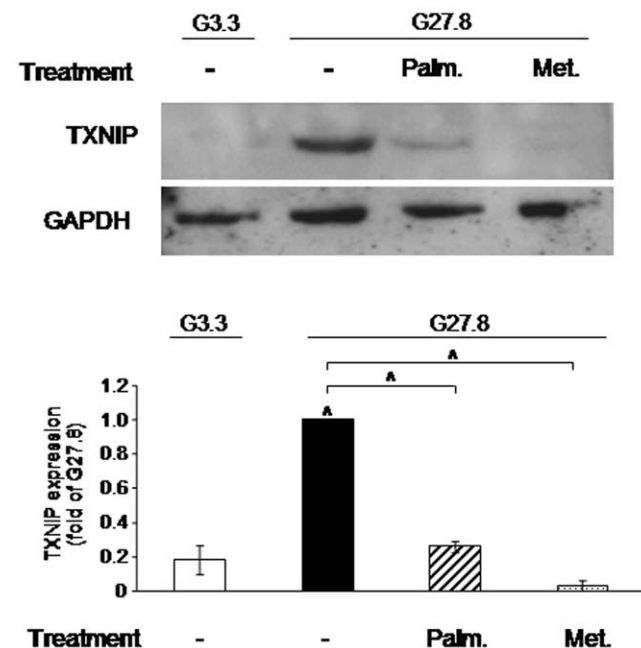 G3.3 G27.8
Treatment - - Palm. Met.
TXNIP
GAPDH
G3.3 G27.8
^
^
1.2
1.0 ^
0.8
0.6
0.4
0.2
0
TXNIP expression
(fold of G27.8)
Treatment - - Palm. Met.